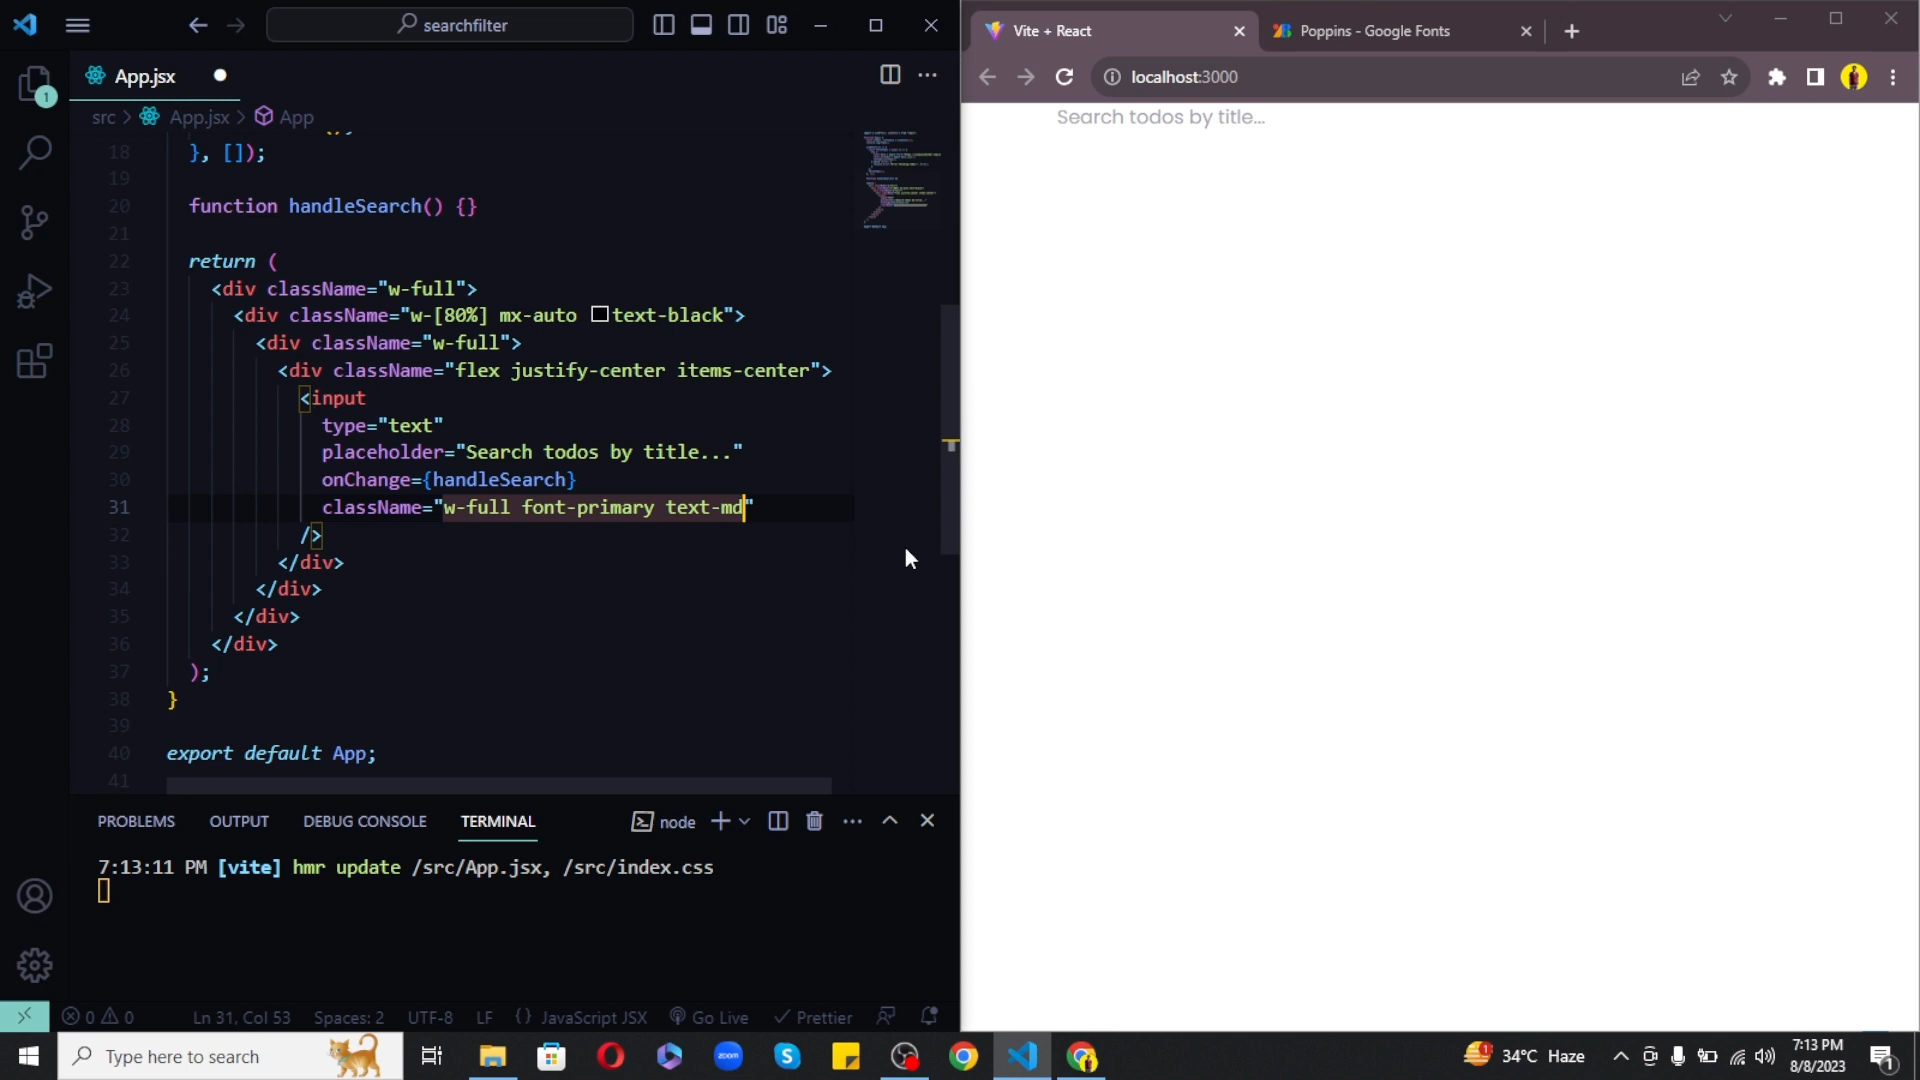 searchfilter
App.jsx
src > App.jsx > App
18 }, []);
19
20 function handleSearch() {}
21
22 return (
23 <div className="w-full">
24 <div className="w-[80%] mx-auto text-black">
25 <div className="w-full">
26 <div className="flex justify-center items-center">
27 <input
28 type="text"
29 placeholder="Search todos by title..."
30 onChange={handleSearch}
31 className="w-full font-primary text-md"
32 />
33 </div>
34 </div>
35 </div>
36 </div>
37 );
38 }
39
40 export default App;
41
PROBLEMS OUTPUT DEBUG CONSOLE TERMINAL node
7:13:11 PM [vite] hmr update /src/App.jsx, /src/index.css
0 0 Ln 31, Col 53 Spaces: 2 UTF-8 LF {} JavaScript JSX Go Live Prettier
Vite + React
Poppins - Google Fonts
localhost:3000
Search todos by title...
Type here to search
zoom
34°C Haze
7:13 PM
8/8/2023